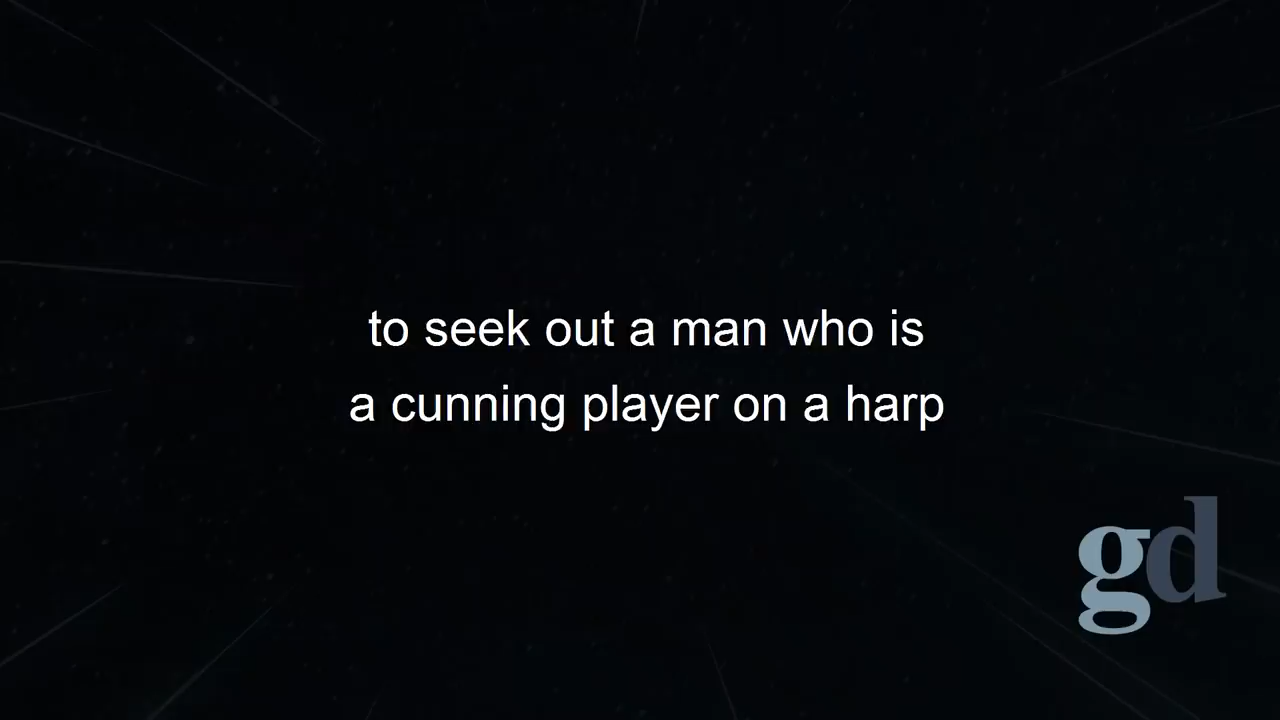 to seek out a man who is
a cunning player on a harp
gd